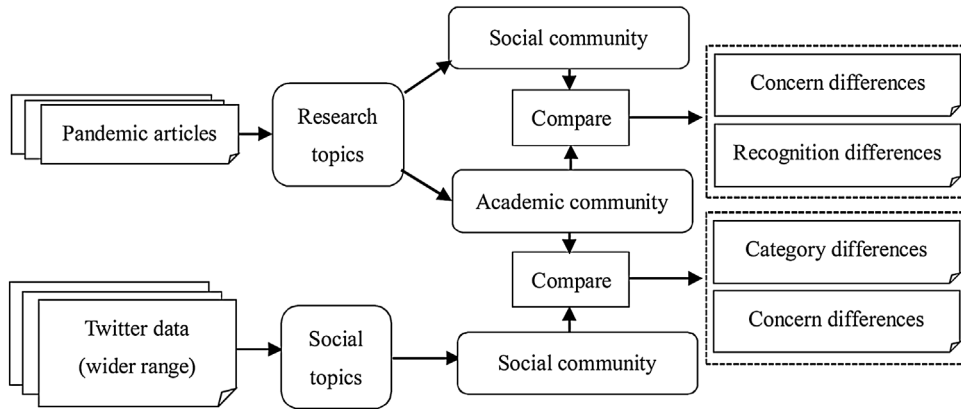 Social community
Concern differences
Pandemic articles
Research
topics
Compare
Recognition differences
Academic community
Category differences
Twitter data
(wider range)
Social
topics
Compare
Concern differences
Social community